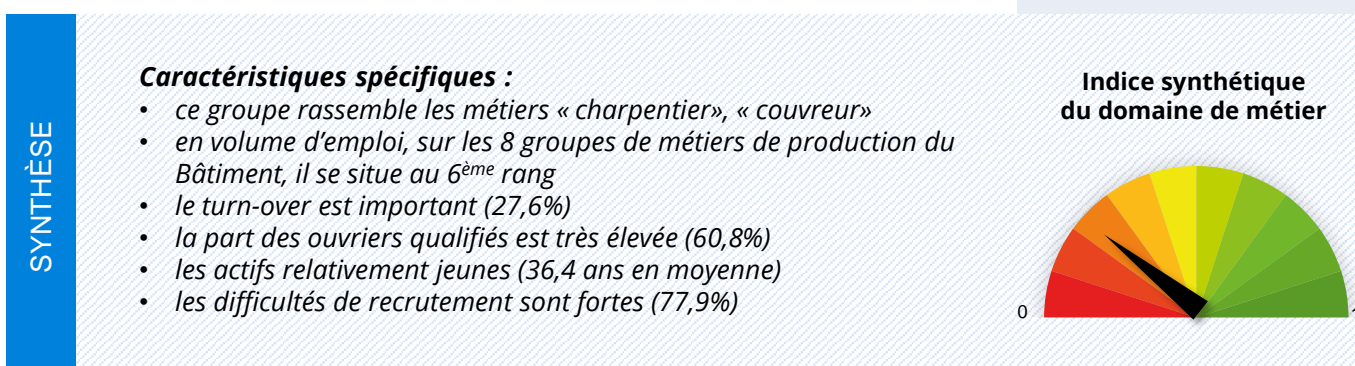 SYNTHÈSE
Caractéristiques spécifiques :
• ce groupe rassemble les métiers « charpentier», « couvreur»
• en volume d’emploi, sur les 8 groupes de métiers de production du
Bâtiment, il se situe au 6ème rang
• le turn-over est important (27,6%)
• la part des ouvriers qualifiés est très élevée (60,8%)
• les actifs relativement jeunes (36,4 ans en moyenne)
• les difficultés de recrutement sont fortes (77,9%)
Indice synthétique
du domaine de métier
0